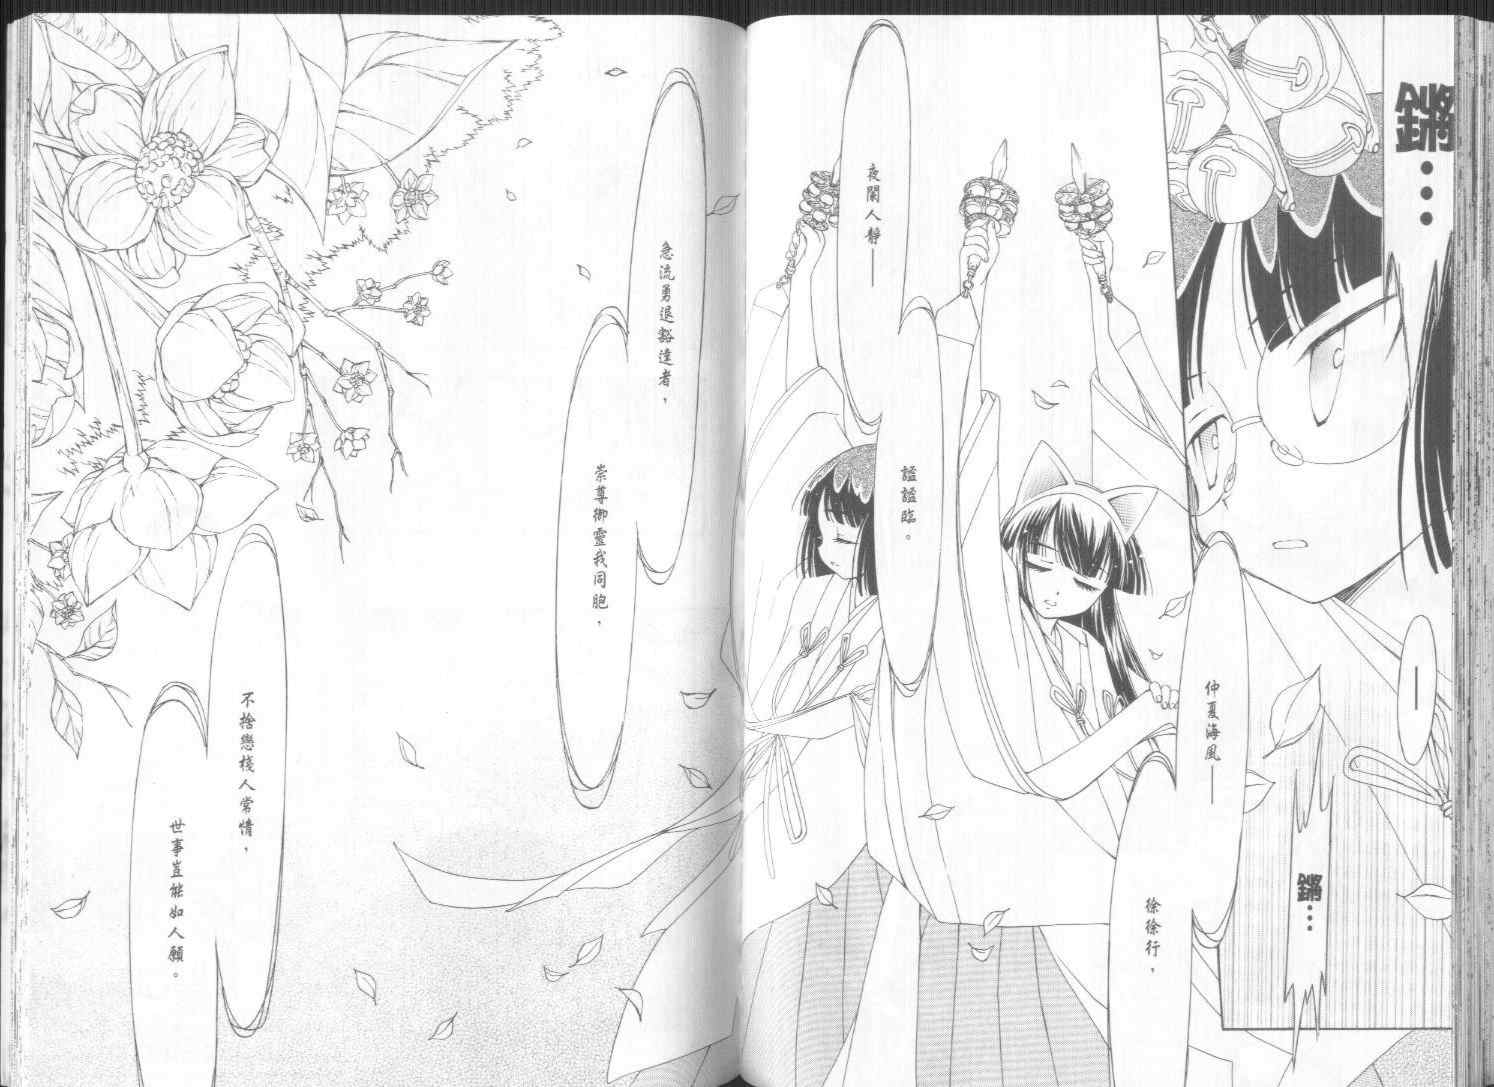 鏘…
—
鏘…
仲夏海風——
徐徐行，
夜闌人靜——
謐謐臨。
急流勇退豁達者，
崇尊御靈我同胞，
不捨戀棧人常情，
世事豈能如人願。